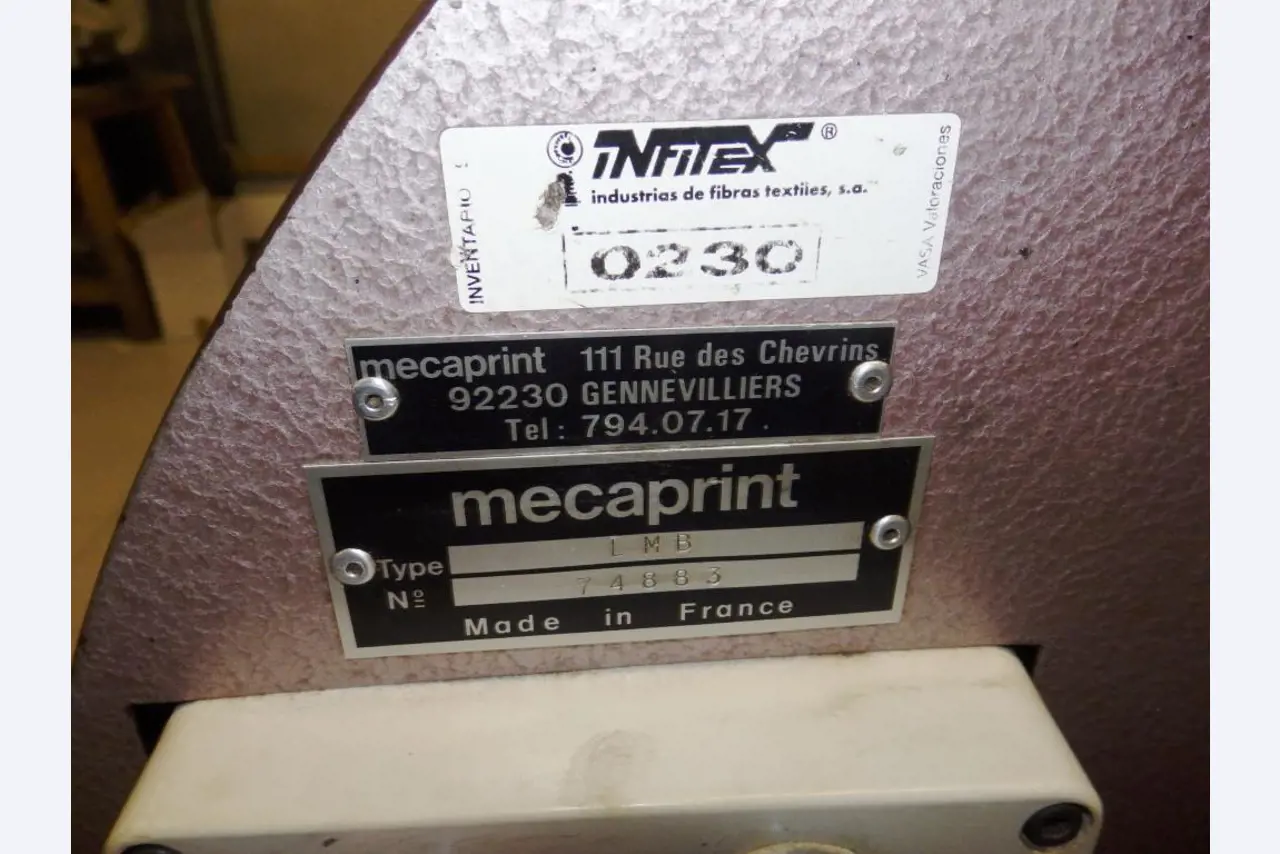 INFITEX®
industrias de fibras textiles, s.a.
INVENTARIO
0230
VASA Valoraciones
mecaprint 111 Rue des Chevrins
92230 GENNEVILLIERS
Tel: 794.07.17.
mecaprint
Type LMB
Nº 74883
Made in France